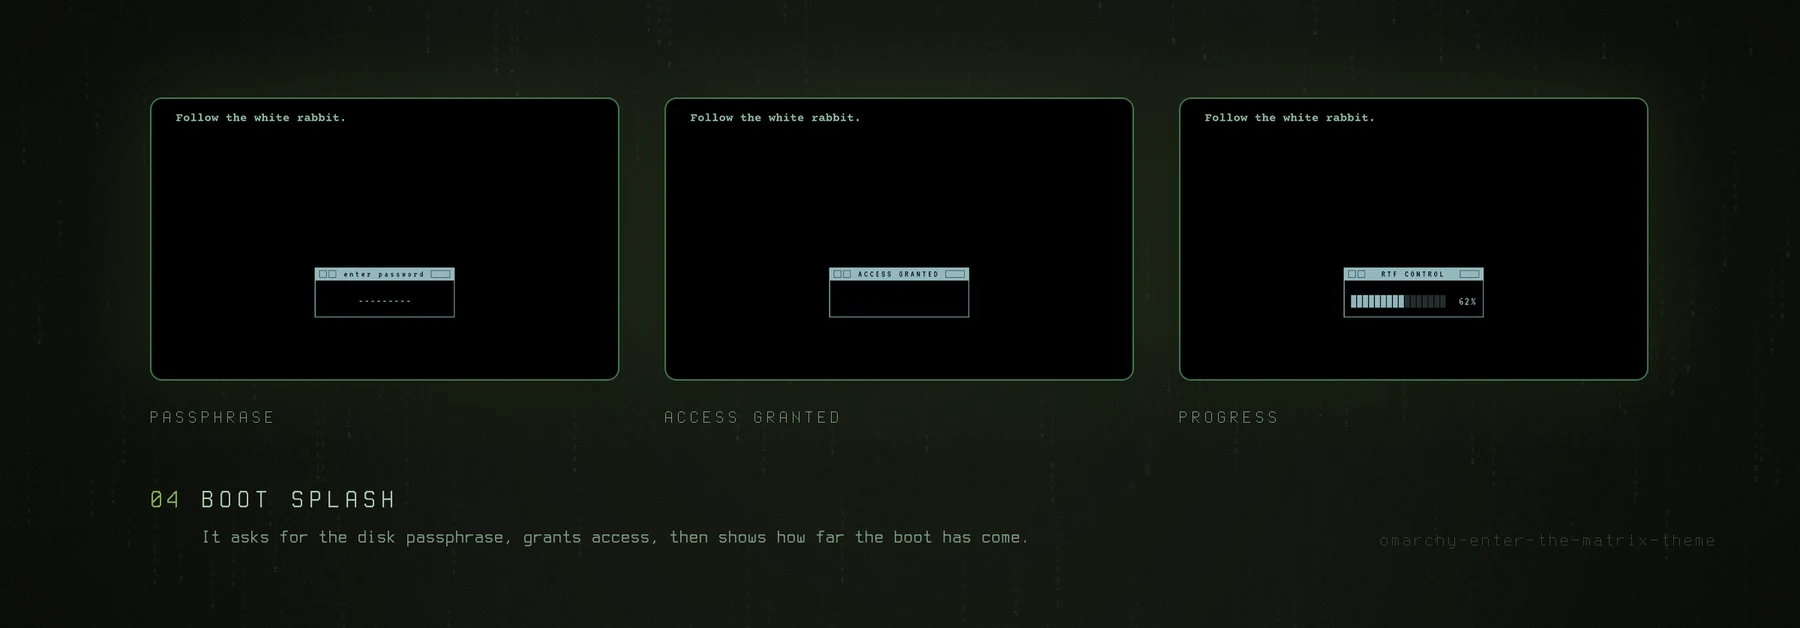 Follow the white rabbit.
enter password
---------
PASSPHRASE
Follow the white rabbit.
ACCESS GRANTED
ACCESS GRANTED
Follow the white rabbit.
RTF CONTROL
62%
PROGRESS
04 BOOT SPLASH
It asks for the disk passphrase, grants access, then shows how far the boot has come.
omarchy-enter-the-matrix-theme